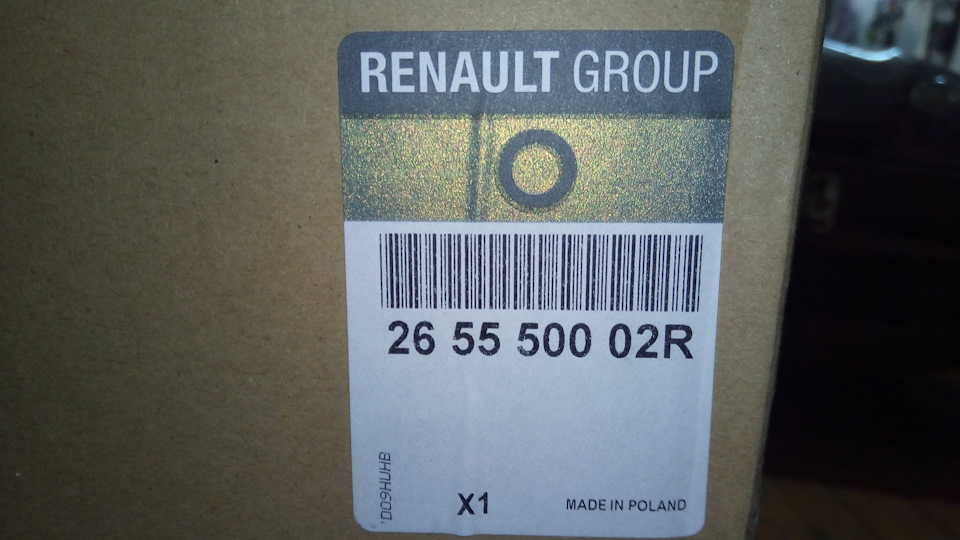 RENAULT GROUP
26 55 500 02R
D09HUHB
X1
MADE IN POLAND